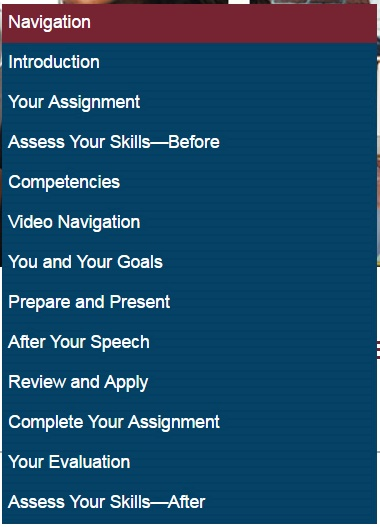 Navigation
Introduction
Your Assignment
Assess Your Skills—Before
Competencies
Video Navigation
You and Your Goals
Prepare and Present
After Your Speech
Review and Apply
Complete Your Assignment
Your Evaluation
Assess Your Skills—After